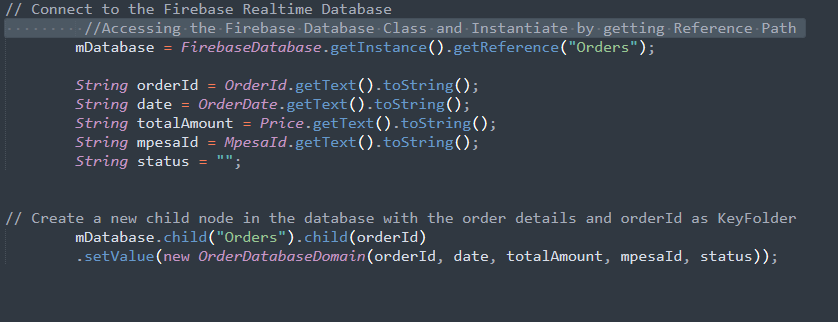 // Connect to the Firebase Realtime Database
//Accessing the Firebase Database Class and Instantiate by getting Reference Path
mDatabase = FirebaseDatabase.getInstance().getReference("Orders");
String orderId = OrderId.getText().toString();
String date = OrderDate.getText().toString();
String totalAmount = Price.getText().toString();
String mpesaId = MpesaId.getText().toString();
String status = "";
// Create a new child node in the database with the order details and orderId as KeyFolder
mDatabase.child("Orders").child(orderId)
.setValue(new OrderDatabaseDomain(orderId, date, totalAmount, mpesaId, status));